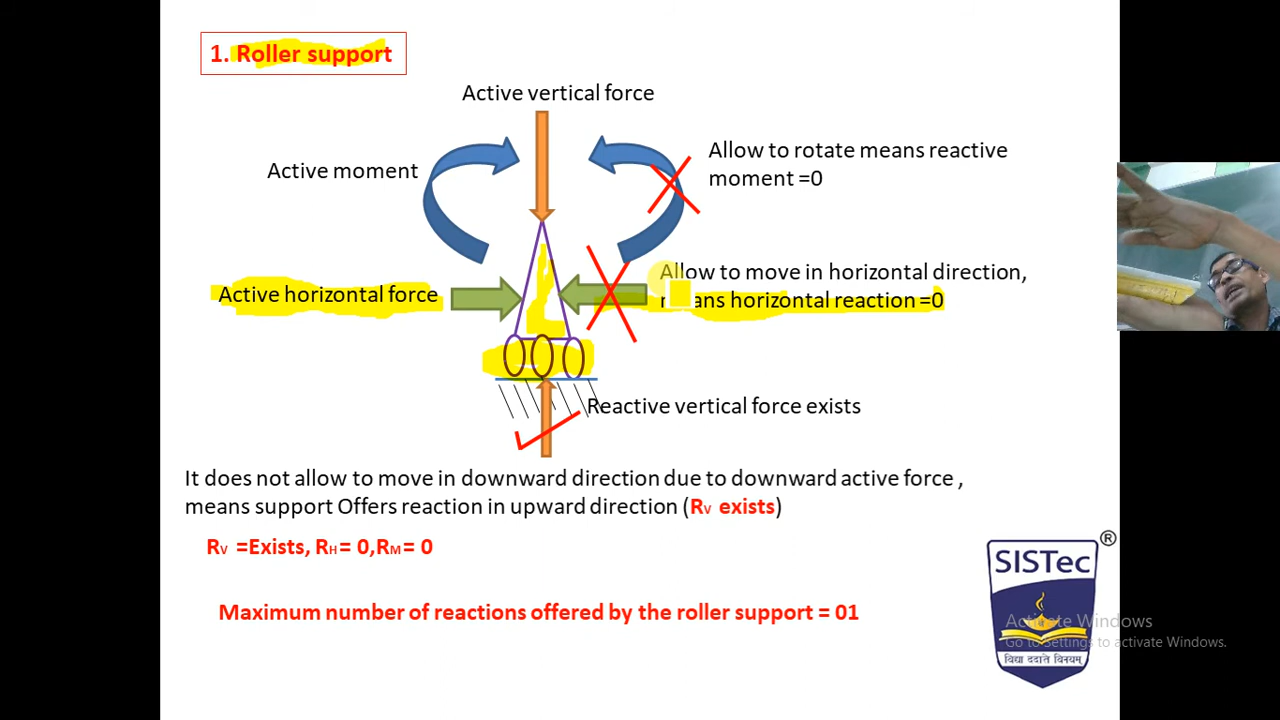 1. Roller support
Active vertical force
Active moment
Allow to rotate means reactive
moment =0
Active horizontal force
Allow to move in horizontal direction,
means horizontal reaction =0
Reactive vertical force exists
It does not allow to move in downward direction due to downward active force ,
means support Offers reaction in upward direction (RV exists)
RV =Exists, RH= 0,RM= 0
Maximum number of reactions offered by the roller support = 01
®
SISTec
विद्या ददाते विनयम्
Activate Windows
Go to Settings to activate Windows.